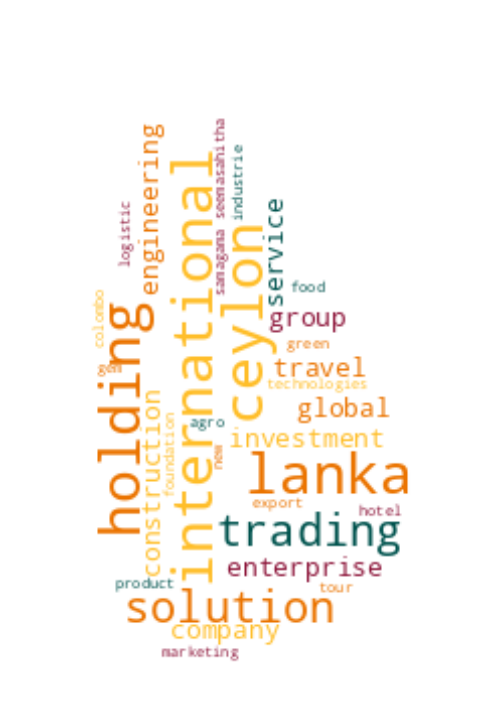 seemasahitha
samagama
engineering
industrie
international
logistic
service
ceylon
food
colombo
holding
group
green
gem
travel
technologies
construction
global
foundation
agro
investment
new
lanka
export
hotel
trading
enterprise
product
tour
solution
company
marketing